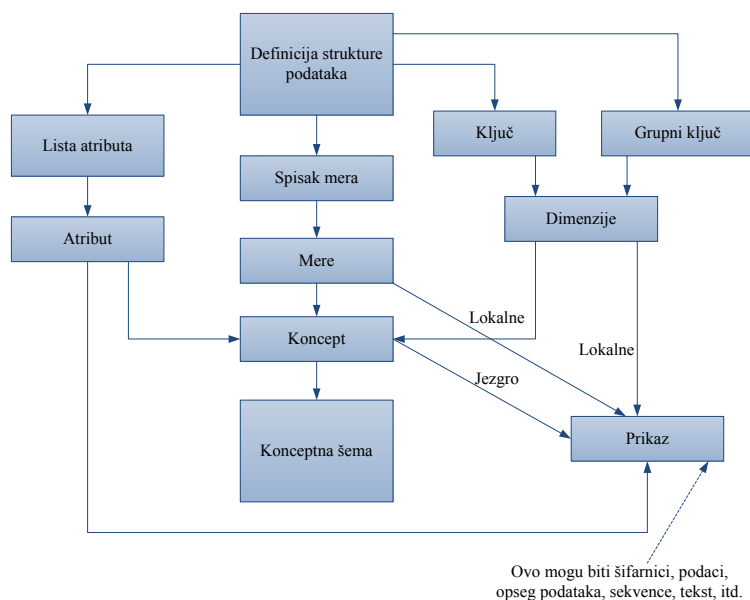 Definicija strukture
podataka
Lista atributa
Ključ
Grupni ključ
Spisak mera
Atribut
Dimenzije
Mere
Lokalne
Koncept
Lokalne
Jezgro
Konceptna šema
Prikaz
Ovo mogu biti šifarnici, podaci,
opseg podataka, sekvence, tekst, itd.